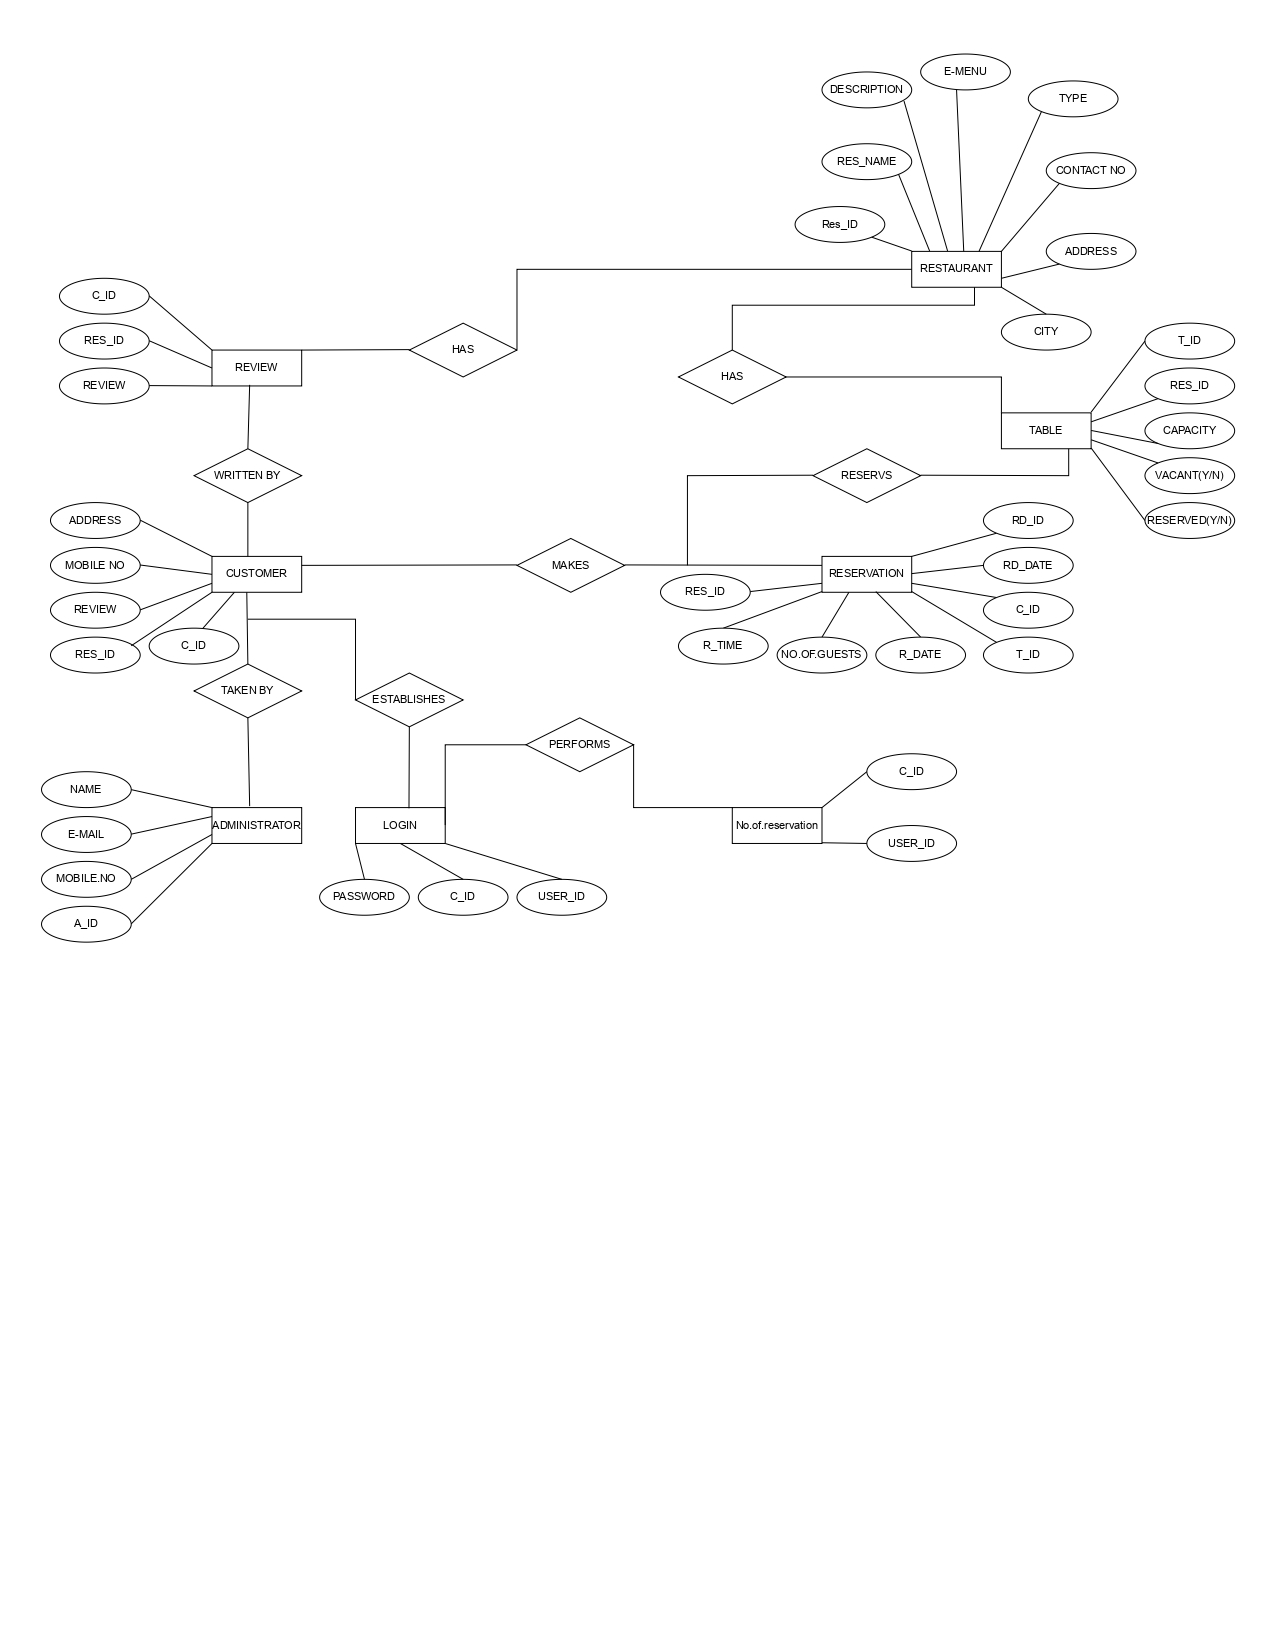 E-MENU
DESCRIPTION
TYPE
RES_NAME
CONTACT NO
Res_ID
ADDRESS
RESTAURANT
CITY
C_ID
RES_ID
REVIEW
REVIEW
HAS
HAS
T_ID
RES_ID
CAPACITY
VACANT(Y/N)
RESERVED(Y/N)
TABLE
WRITTEN BY
RESERVS
ADDRESS
MOBILE NO
REVIEW
RES_ID
C_ID
CUSTOMER
MAKES
RESERVATION
RD_ID
RD_DATE
C_ID
T_ID
RES_ID
R_TIME
NO.OF.GUESTS
R_DATE
TAKEN BY
ESTABLISHES
PERFORMS
NAME
E-MAIL
MOBILE.NO
A_ID
ADMINISTRATOR
LOGIN
No.of.reservation
C_ID
USER_ID
PASSWORD
C_ID
USER_ID